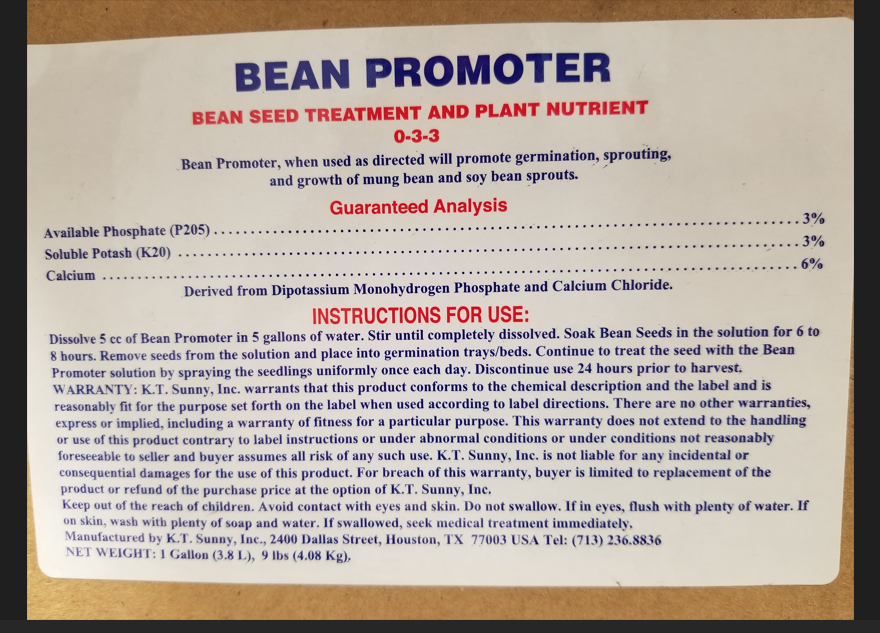 BEAN PROMOTER
BEAN SEED TREATMENT AND PLANT NUTRIENT
0-3-3
Bean Promoter, when used as directed will promote germination, sprouting,
and growth of mung bean and soy bean sprouts.
Guaranteed Analysis
Available Phosphate (P205) .......... 3%
Soluble Potash (K20) .......... 3%
Calcium .......... 6%
Derived from Dipotassium Monohydrogen Phosphate and Calcium Chloride.
INSTRUCTIONS FOR USE:
Dissolve 5 cc of Bean Promoter in 5 gallons of water. Stir until completely dissolved. Soak Bean Seeds in the solution for 6 to
8 hours. Remove seeds from the solution and place into germination trays/beds. Continue to treat the seed with the Bean
Promoter solution by spraying the seedlings uniformly once each day. Discontinue use 24 hours prior to harvest.
WARRANTY: K.T. Sunny, Inc. warrants that this product conforms to the chemical description and the label and is
reasonably fit for the purpose set forth on the label when used according to label directions. There are no other warranties,
express or implied, including a warranty of fitness for a particular purpose. This warranty does not extend to the handling
or use of this product contrary to label instructions or under abnormal conditions or under conditions not reasonably
foreseeable to seller and buyer assumes all risk of any such use. K.T. Sunny, Inc. is not liable for any incidental or
consequential damages for the use of this product. For breach of this warranty, buyer is limited to replacement of the
product or refund of the purchase price at the option of K.T. Sunny, Inc.
Keep out of the reach of children. Avoid contact with eyes and skin. Do not swallow. If in eyes, flush with plenty of water. If
on skin, wash with plenty of soap and water. If swallowed, seek medical treatment immediately.
Manufactured by K.T. Sunny, Inc., 2400 Dallas Street, Houston, TX 77003 USA Tel: (713) 236.8836
NET WEIGHT: 1 Gallon (3.8 L), 9 lbs (4.08 Kg).